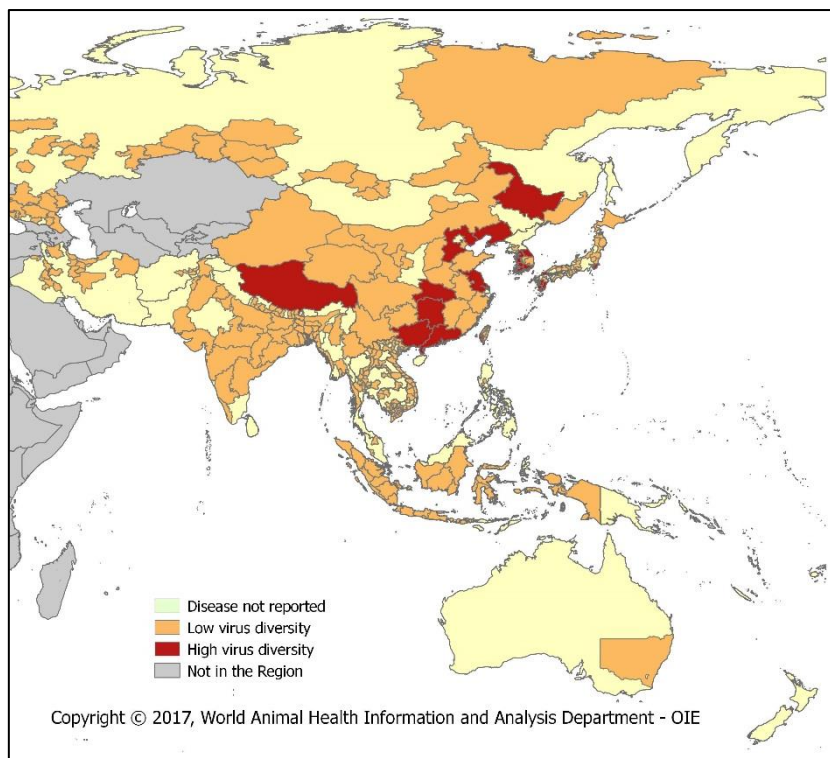 Disease not reported
Low virus diversity
High virus diversity
Not in the Region
Copyright © 2017, World Animal Health Information and Analysis Department - OIE